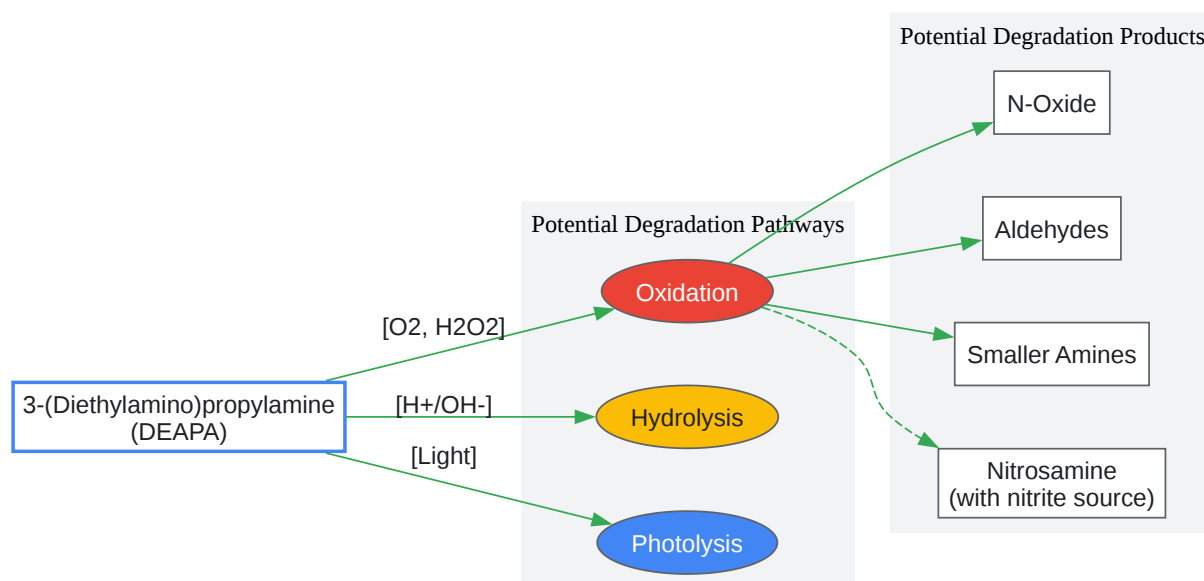 Potential Degradation Products
N-Oxide
Potential Degradation Pathways
Aldehydes
Oxidation
[O2, H2O2]
Smaller Amines
3-(Diethylamino)propylamine
(DEAPA)
[H+/OH-]
Hydrolysis
[Light]
Nitrosamine
(with nitrite source)
Photolysis